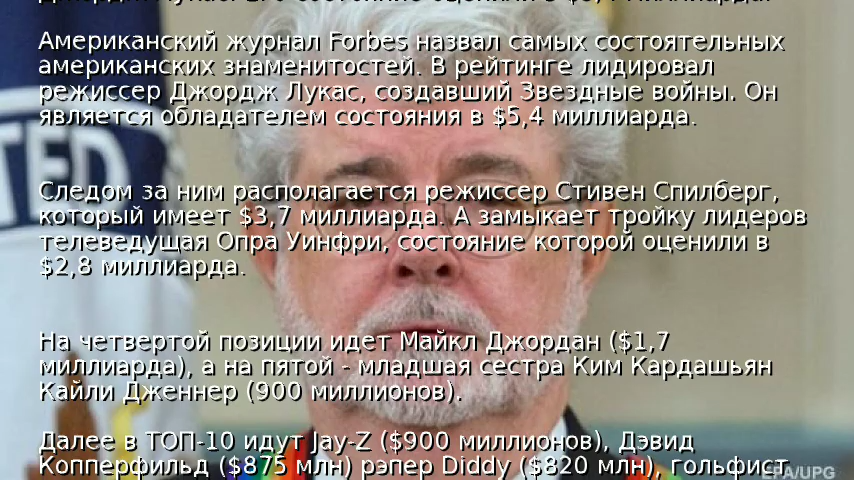 Американский журнал Forbes назвал самых состоятельных
американских знаменитостей. В рейтинге лидировал
режиссер Джордж Лукас, создавший Звездные войны. Он
является обладателем состояния в $5,4 миллиарда.
Следом за ним располагается режиссер Стивен Спилберг,
который имеет $3,7 миллиарда. А замыкает тройку лидеров
телеведущая Опра Уинфри, состояние которой оценили в
$2,8 миллиарда.
На четвертой позиции идет Майкл Джордан ($1,7
миллиарда), а на пятой - младшая сестра Ким Кардашьян
Кайли Дженнер (900 миллионов).
Далее в ТОП-10 идут Jay-Z ($900 миллионов), Дэвид
Копперфильд ($875 млн) рэпер Diddy ($820 млн), гольфист
EPA/UPG